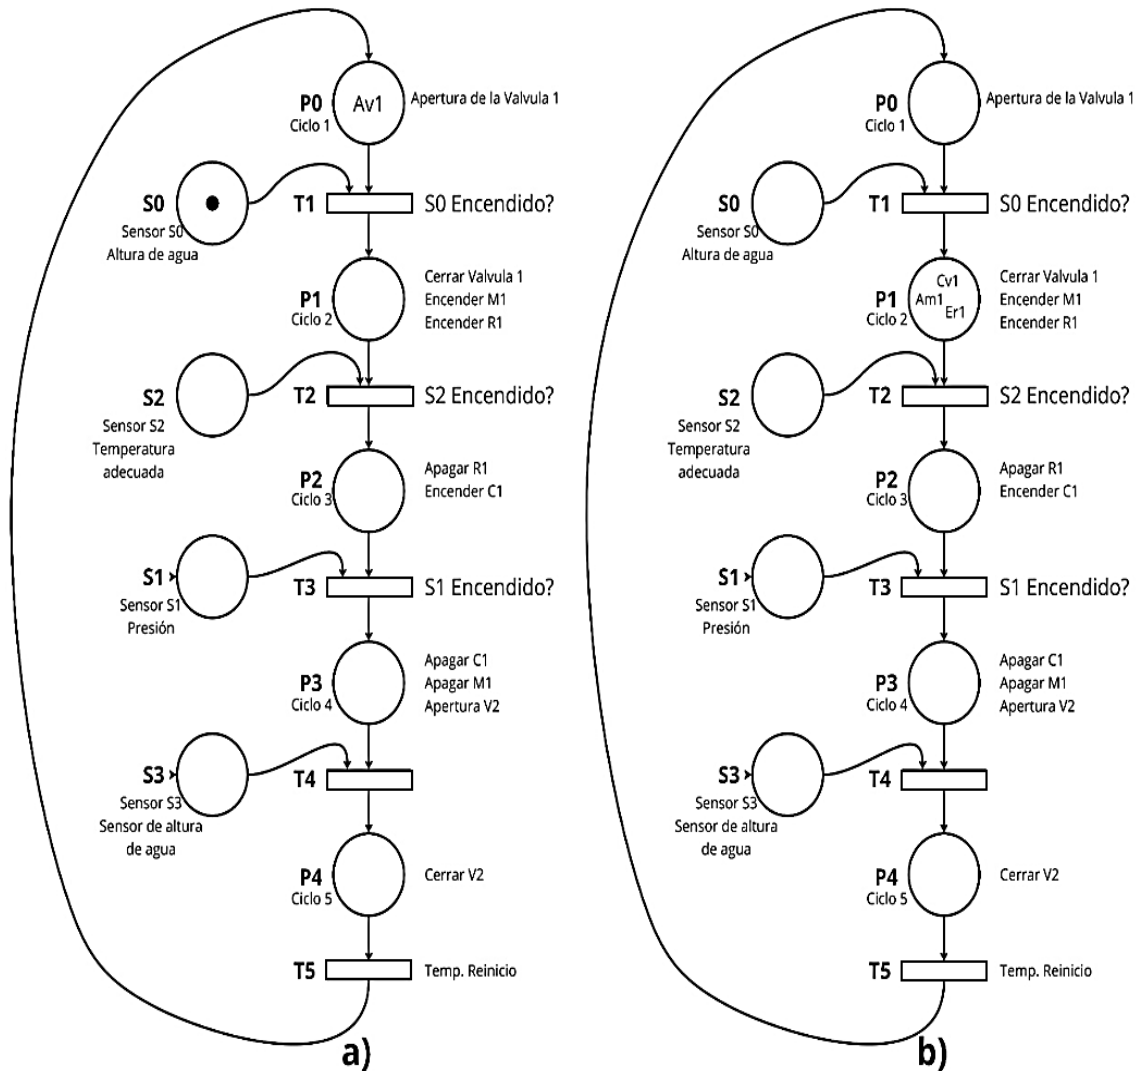 P0
Ciclo 1
Av1
Apertura de la Valvula 1
S0
Sensor S0
Altura de agua
T1
S0 Encendido?
P1
Ciclo 2
Cerrar Valvula 1
Encender M1
Encender R1
S2
Sensor S2
Temperatura
adecuada
T2
S2 Encendido?
P2
Ciclo 3
Apagar R1
Encender C1
S1
Sensor S1
Presión
T3
S1 Encendido?
P3
Ciclo 4
Apagar C1
Apagar M1
Apertura V2
S3
Sensor S3
Sensor de altura
de agua
T4
P4
Ciclo 5
Cerrar V2
T5
Temp. Reinicio
a)
P0
Ciclo 1
Apertura de la Valvula 1
S0
Sensor S0
Altura de agua
T1
S0 Encendido?
P1
Ciclo 2
Cv1
Am1
Er1
Cerrar Valvula 1
Encender M1
Encender R1
S2
Sensor S2
Temperatura
adecuada
T2
S2 Encendido?
P2
Ciclo 3
Apagar R1
Encender C1
S1
Sensor S1
Presión
T3
S1 Encendido?
P3
Ciclo 4
Apagar C1
Apagar M1
Apertura V2
S3
Sensor S3
Sensor de altura
de agua
T4
P4
Ciclo 5
Cerrar V2
T5
Temp. Reinicio
b)